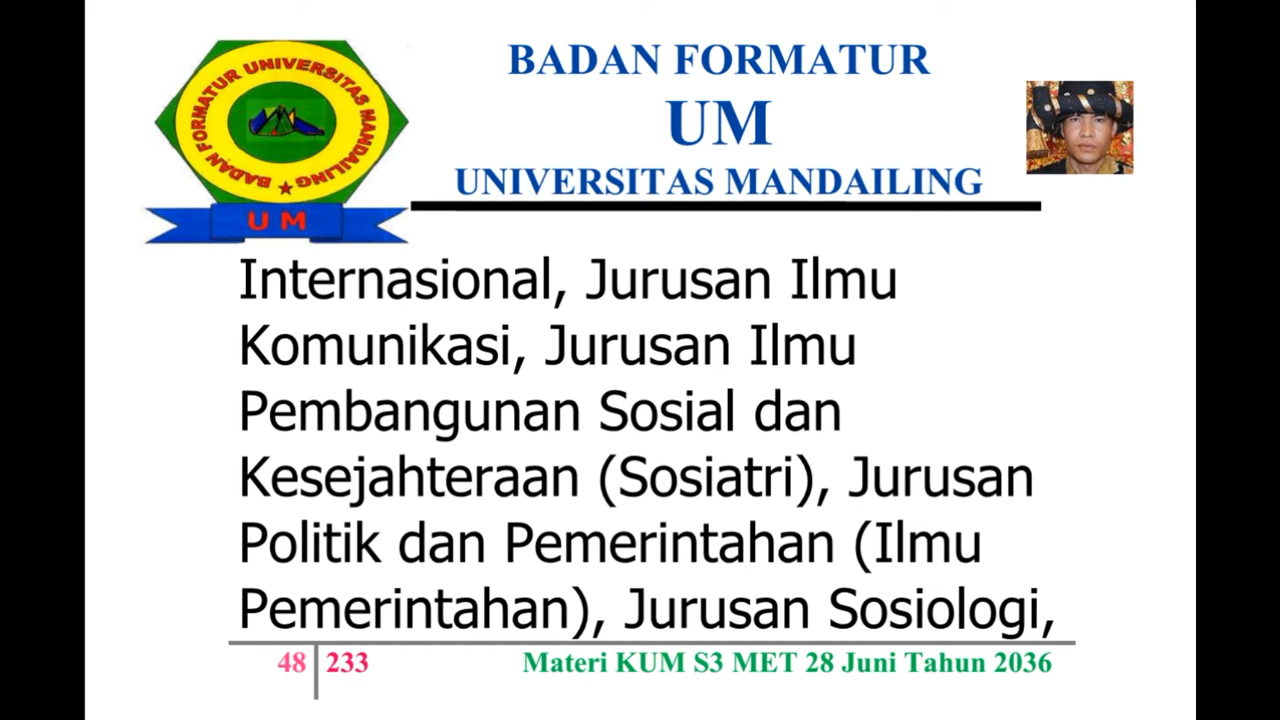 BADAN FORMATUR
UM
UNIVERSITAS MANDAILING
BADAN FORMATUR UNIVERSITAS MANDAILING
UM
Internasional, Jurusan Ilmu
Komunikasi, Jurusan Ilmu
Pembangunan Sosial dan
Kesejahteraan (Sosiatri), Jurusan
Politik dan Pemerintahan (Ilmu
Pemerintahan), Jurusan Sosiologi,
48 233 Materi KUM S3 MET 28 Juni Tahun 2036